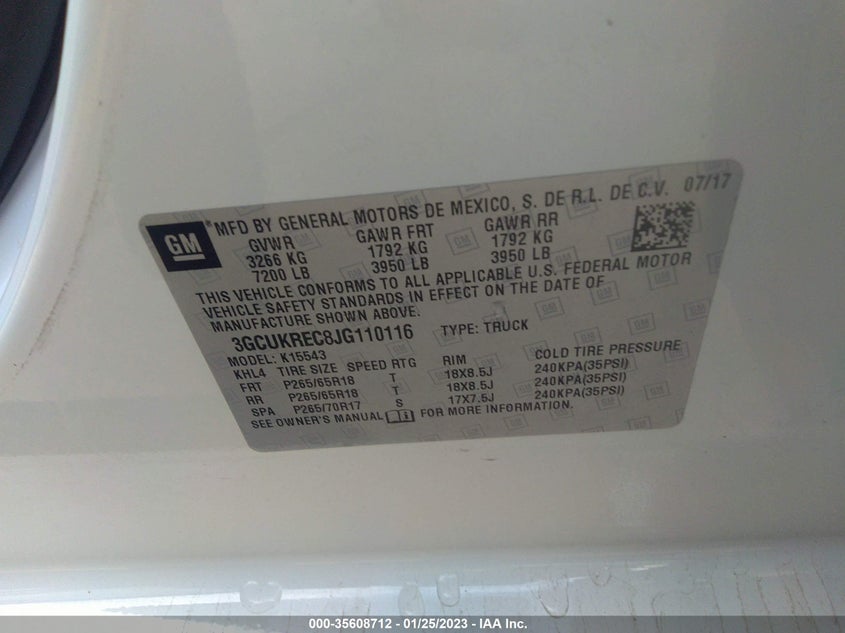 GM
MFD BY GENERAL MOTORS DE MEXICO, S. DE R.L. DE C.V. 07/17
GVWR GAWR FRT GAWR RR
3266 KG 1792 KG 1792 KG
7200 LB 3950 LB 3950 LB
THIS VEHICLE CONFORMS TO ALL APPLICABLE U.S. FEDERAL MOTOR
VEHICLE SAFETY STANDARDS IN EFFECT ON THE DATE OF
MANUFACTURE SHOWN ABOVE.
3GCUKREC8JG110116 TYPE: TRUCK
MODEL: K15543
KHL4 TIRE SIZE SPEED RTG RIM COLD TIRE PRESSURE
FRT P265/65R18 T 18X8.5J 240KPA(35PSI)
RR P265/65R18 T 18X8.5J 240KPA(35PSI)
SPA P265/70R17 S 17X7.5J 240KPA(35PSI)
SEE OWNER'S MANUAL FOR MORE INFORMATION.
000-35608712 - 01/25/2023 - IAA Inc.